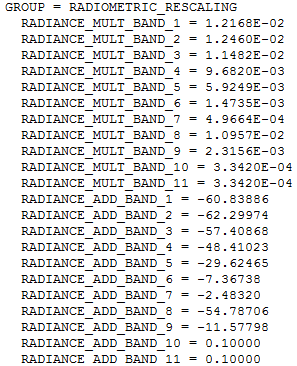 GROUP = RADIOMETRIC_RESCALING
RADIANCE_MULT_BAND_1 = 1.2168E-02
RADIANCE_MULT_BAND_2 = 1.2460E-02
RADIANCE_MULT_BAND_3 = 1.1482E-02
RADIANCE_MULT_BAND_4 = 9.6820E-03
RADIANCE_MULT_BAND_5 = 5.9249E-03
RADIANCE_MULT_BAND_6 = 1.4735E-03
RADIANCE_MULT_BAND_7 = 4.9664E-04
RADIANCE_MULT_BAND_8 = 1.0957E-02
RADIANCE_MULT_BAND_9 = 2.3156E-03
RADIANCE_MULT_BAND_10 = 3.3420E-04
RADIANCE_MULT_BAND_11 = 3.3420E-04
RADIANCE_ADD_BAND_1 = -60.83886
RADIANCE_ADD_BAND_2 = -62.29974
RADIANCE_ADD_BAND_3 = -57.40868
RADIANCE_ADD_BAND_4 = -48.41023
RADIANCE_ADD_BAND_5 = -29.62465
RADIANCE_ADD_BAND_6 = -7.36738
RADIANCE_ADD_BAND_7 = -2.48320
RADIANCE_ADD_BAND_8 = -54.78706
RADIANCE_ADD_BAND_9 = -11.57798
RADIANCE_ADD_BAND_10 = 0.10000
RADIANCE_ADD_BAND_11 = 0.10000